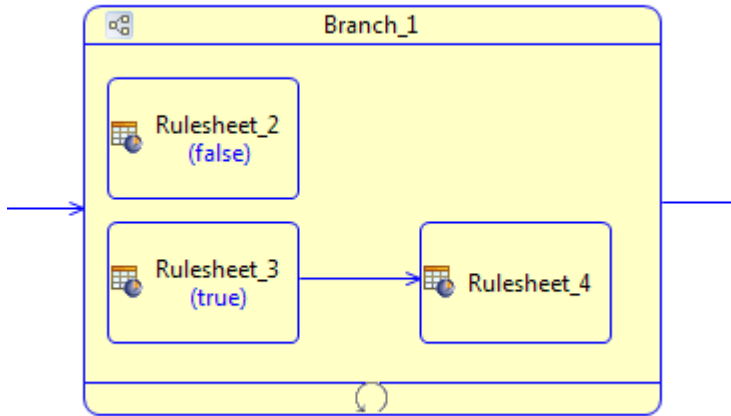 Branch_1
Rulesheet_2
(false)
Rulesheet_3
(true)
Rulesheet_4